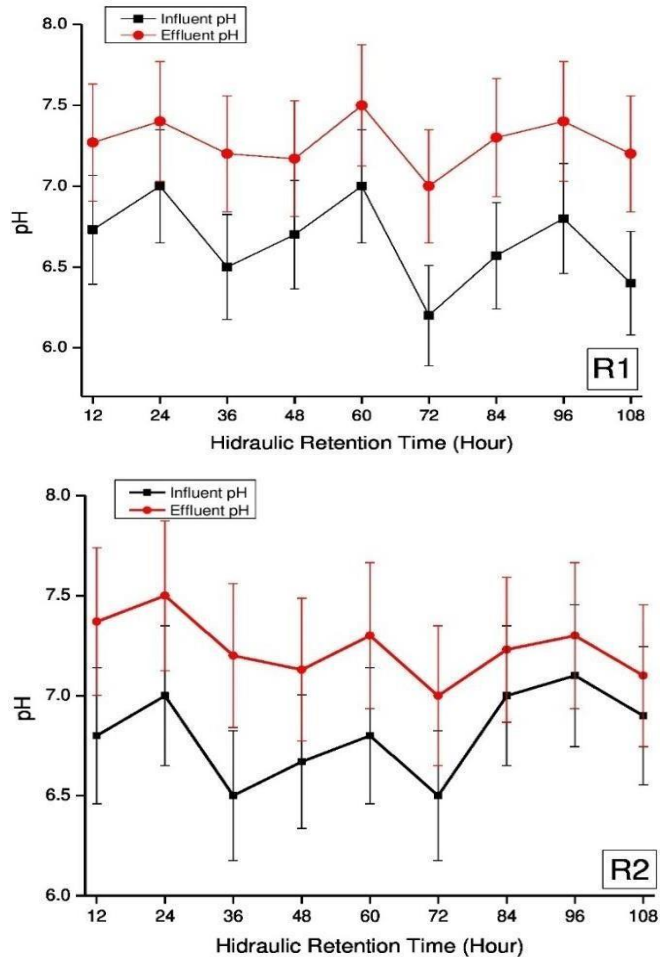 Influent pH
Effluent pH
8.0
7.5
7.0
6.5
6.0
pH
R1
12 24 36 48 60 72 84 96 108
Hidraulic Retention Time (Hour)
Influent pH
Effluent pH
8.0
7.5
7.0
6.5
6.0
pH
R2
12 24 36 48 60 72 84 96 108
Hidraulic Retention Time (Hour)